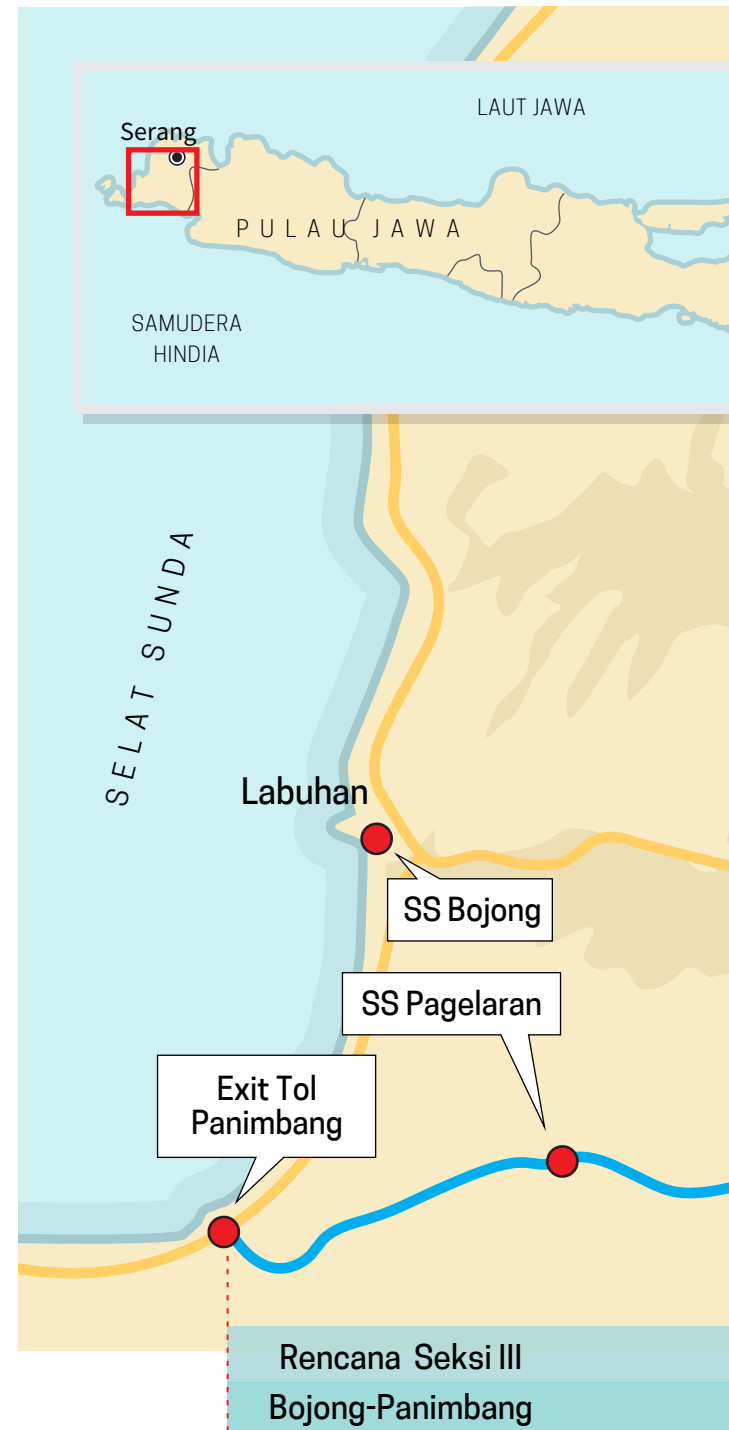 LAUT JAWA
Serang
PULAU JAWA
SAMUDERA
HINDIA
SELAT SUNDA
Labuhan
SS Bojong
SS Pagelaran
Exit Tol
Panimbang
Rencana Seksi III
Bojong-Panimbang